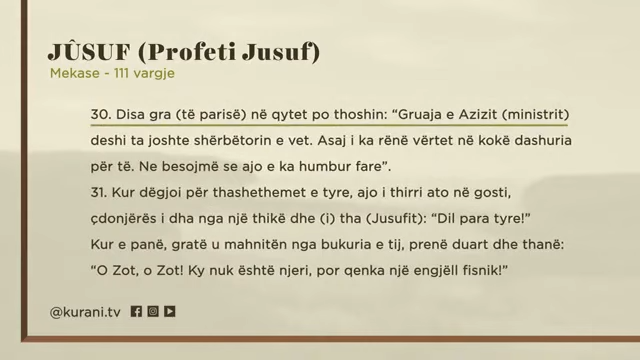 JÛSUF (Profeti Jusuf)
Mekase - 111 vargje
30. Disa gra (të parisë) në qytet po thoshin: “Gruaja e Azizit (ministrit)
deshi ta joshte shërbëtorin e vet. Asaj i ka rënë vërtet në kokë dashuria
për të. Ne besojmë se ajo e ka humbur fare”.
31. Kur dëgjoi për thashethemet e tyre, ajo i thirri ato në gosti,
çdonjërës i dha nga një thikë dhe (i) tha (Jusufit): “Dil para tyre!”
Kur e panë, gratë u mahnitën nga bukuria e tij, prenë duart dhe thanë:
“O Zot, o Zot! Ky nuk është njeri, por qenka një engjëll fisnik!”
@kurani.tv